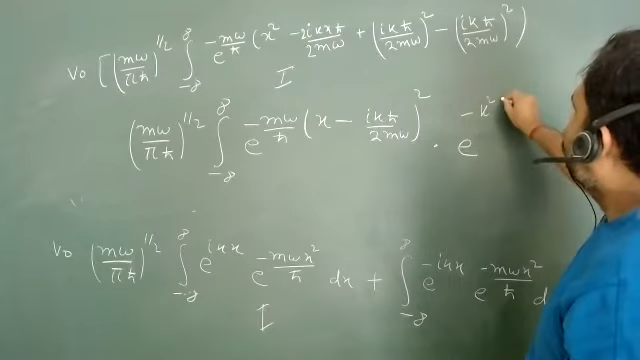 V₀ [(mω/πℏ)^{1/2} ∫_{-∞}^{∞} e^{-mω/ℏ (x² - 2ikxℏ/2mω + (ikℏ/2mω)² - (ikℏ/2mω)²)}
I
(mω/πℏ)^{1/2} ∫_{-∞}^{∞} e^{-mω/ℏ (x - ikℏ/2mω)²} · e^{-k²
V₀ (mω/πℏ)^{1/2} ∫_{-∞}^{∞} e^{ikx} e^{-mωx²/ℏ} dx + ∫_{-∞}^{∞} e^{-ikx} e^{-mωx²/ℏ} d
I